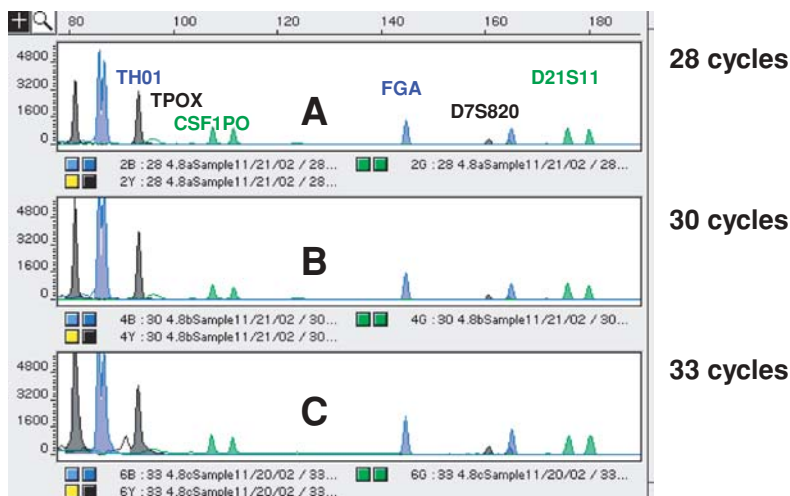 80 100 120 140 160 180
28 cycles
4800
3200
1600
0
TH01
TPOX
CSF1PO
A
FGA
D7S820
D21S11
2B : 28 4.8aSample11/21/02 / 28... 2G : 28 4.8aSample11/21/02 / 28...
2Y : 28 4.8aSample11/21/02 / 28...
30 cycles
4800
3200
1600
0
B
4B : 30 4.8bSample11/21/02 / 30... 4G : 30 4.8bSample11/21/02 / 30...
4Y : 30 4.8bSample11/21/02 / 30...
33 cycles
4800
3200
1600
0
C
6B : 33 4.8cSample11/20/02 / 33... 6G : 33 4.8cSample11/20/02 / 33...
6Y : 33 4.8cSample11/20/02 / 33...